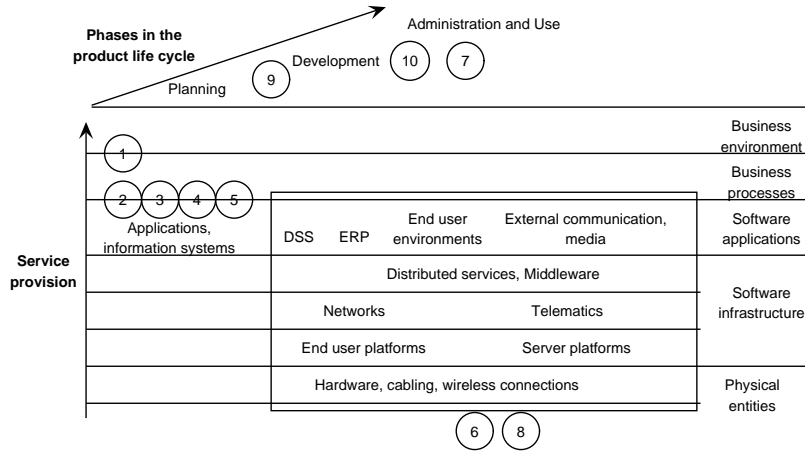 Administration and Use
Phases in the
product life cycle
Development
10
7
9
Planning
Business
environment
1
Business
processes
2
3
4
5
Applications,
information systems
DSS
ERP
End user
environments
External communication,
media
Software
applications
Service
provision
Distributed services, Middleware
Software
infrastructure
Networks
Telematics
End user platforms
Server platforms
Hardware, cabling, wireless connections
Physical
entities
6
8